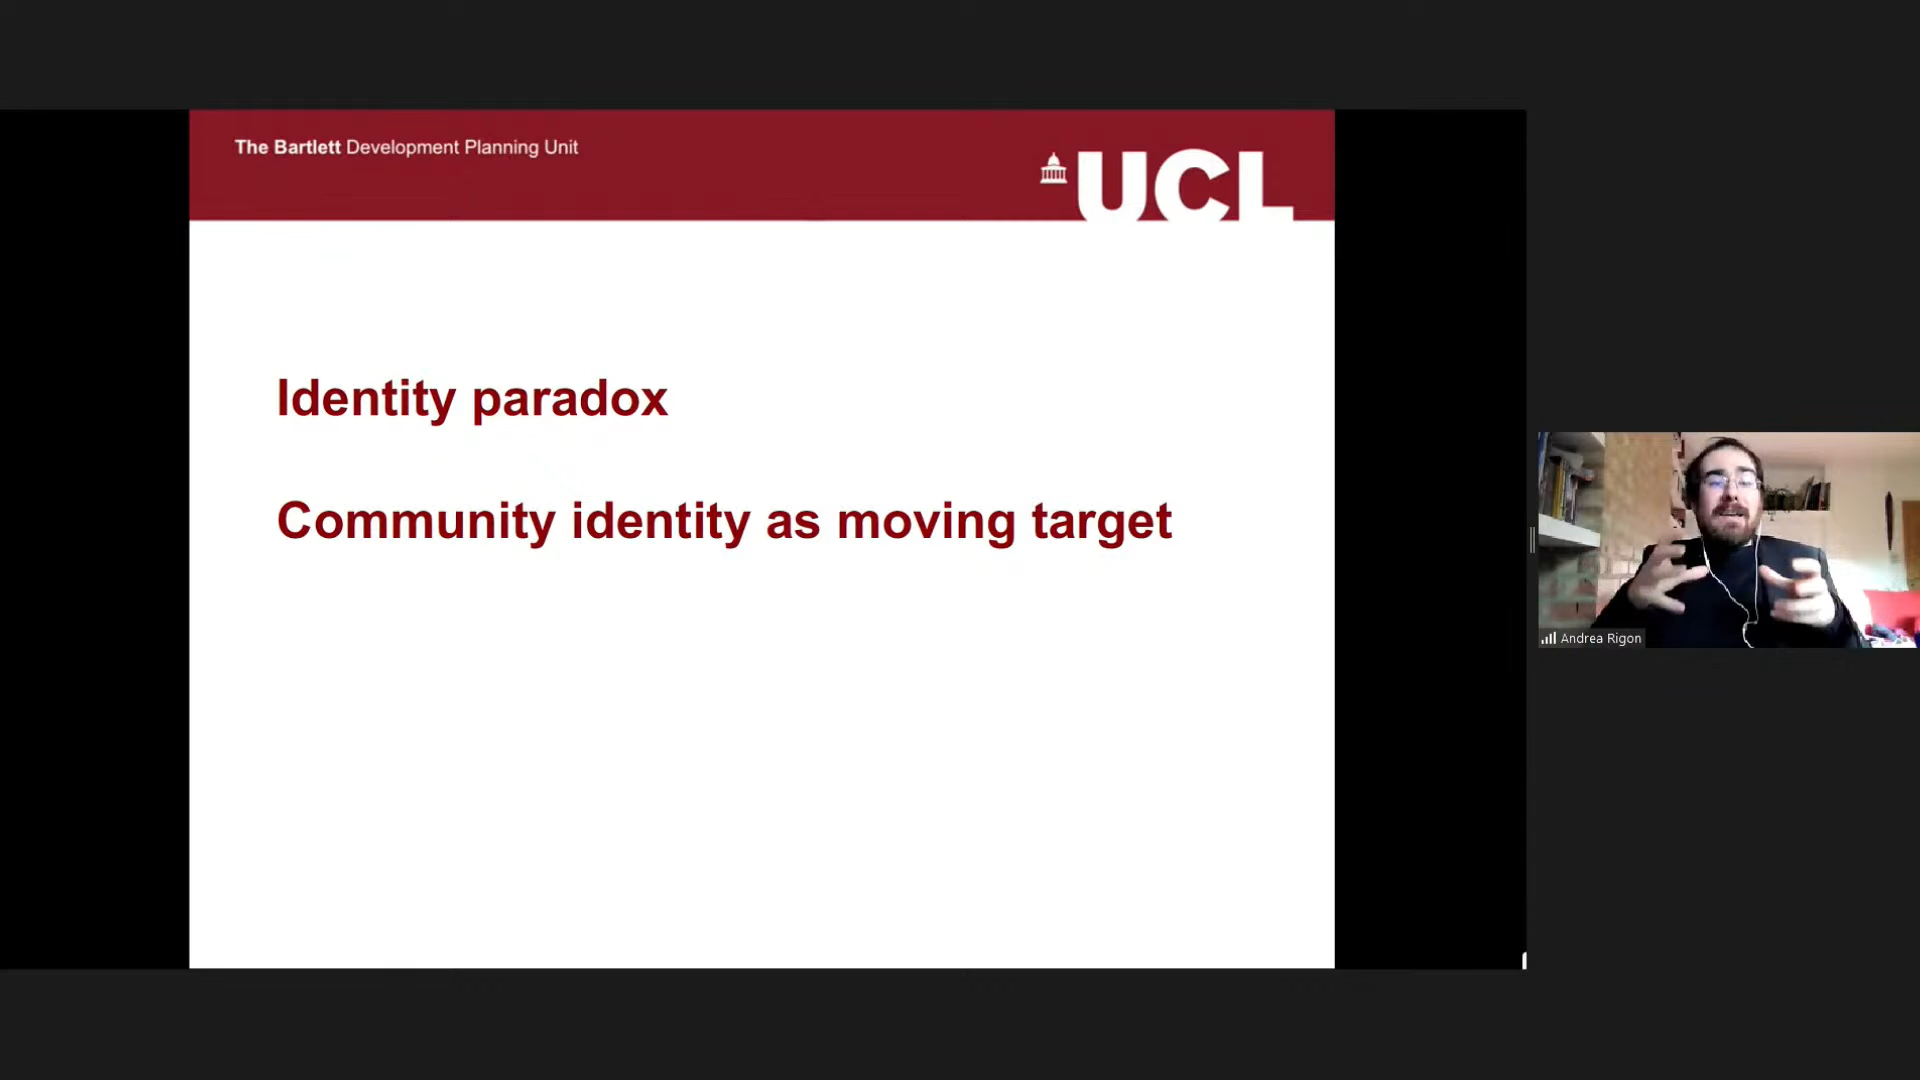 The Bartlett Development Planning Unit
UCL
Identity paradox
Community identity as moving target
Andrea Rigon